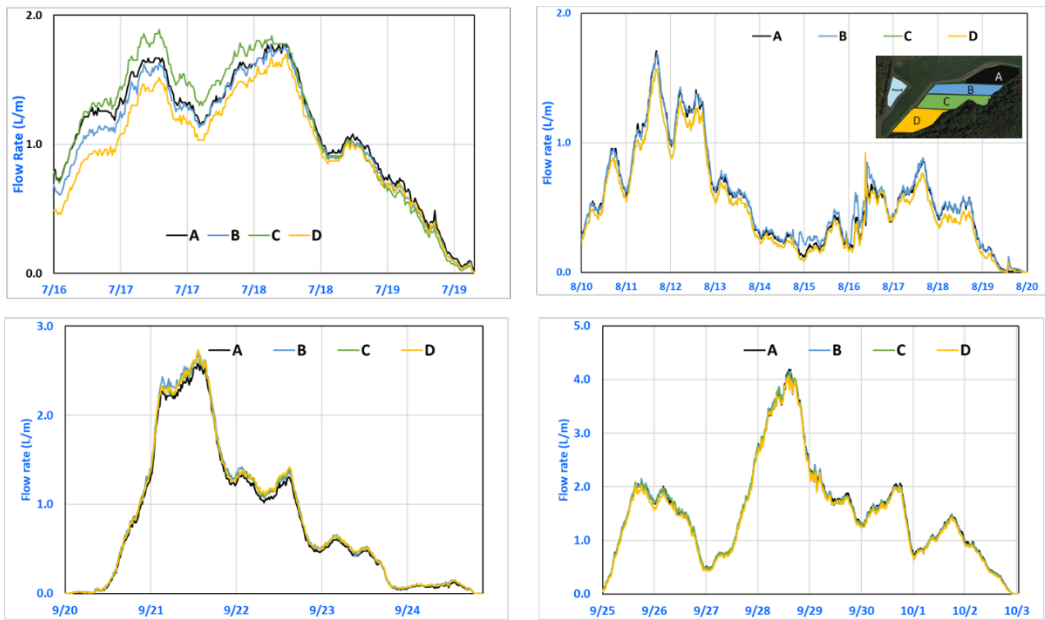 2.0
1.0
0.0
Flow Rate (L/m)
A B C D
7/16 7/17 7/17 7/18 7/18 7/19 7/19
2.0
1.0
0.0
Flow rate (L/m)
A B C D
A
B
C
D
8/10 8/11 8/12 8/13 8/14 8/15 8/16 8/17 8/18 8/19 8/20
3.0
2.0
1.0
0.0
Flow rate (L/m)
A B C D
9/20 9/21 9/22 9/23 9/24
5.0
4.0
3.0
2.0
1.0
0.0
Flow rate (L/m)
A B C D
9/25 9/26 9/27 9/28 9/29 9/30 10/1 10/2 10/3